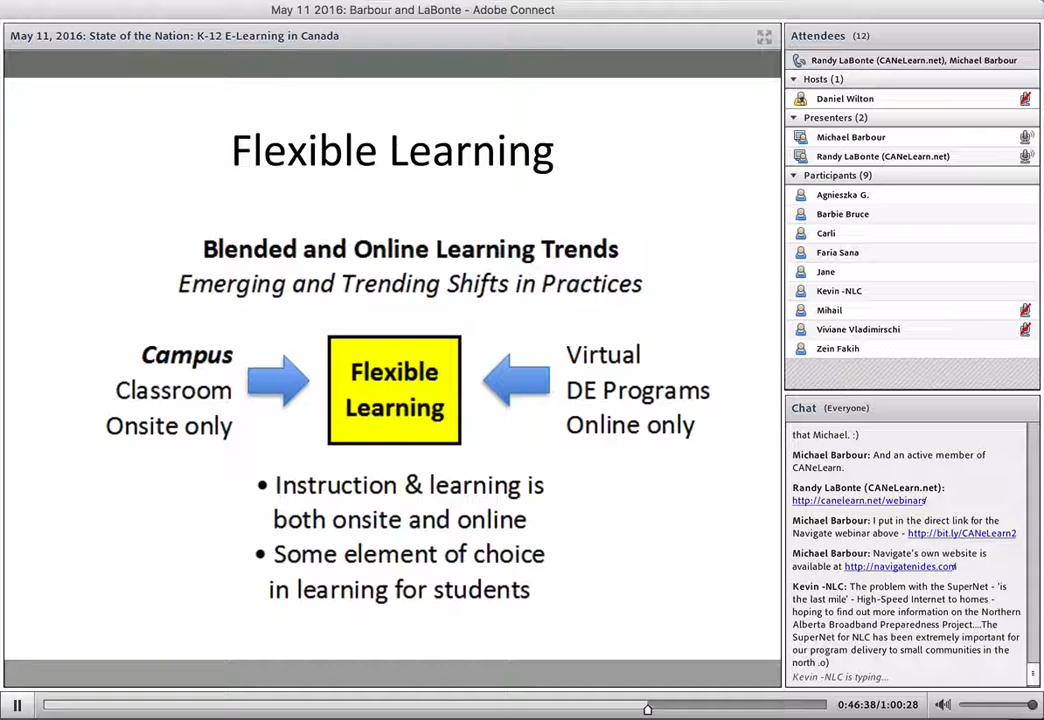 May 11 2016: Barbour and LaBonte - Adobe Connect
May 11, 2016: State of the Nation: K-12 E-Learning in Canada
Flexible Learning
Blended and Online Learning Trends
Emerging and Trending Shifts in Practices
Campus
Classroom
Onsite only
Flexible
Learning
Virtual
DE Programs
Online only
• Instruction & learning is
both onsite and online
• Some element of choice
in learning for students
Attendees (12)
Randy LaBonte (CANeLearn.net), Michael Barbour
Hosts (1)
Daniel Wilton
Presenters (2)
Michael Barbour
Randy LaBonte (CANeLearn.net)
Participants (9)
Agnieszka G.
Barbie Bruce
Carli
Faria Sana
Jane
Kevin -NLC
Mihail
Viviane Vladimirschi
Zein Fakih
Chat (Everyone)
that Michael. :)
Michael Barbour: And an active member of
CANeLearn.
Randy LaBonte (CANeLearn.net):
http://canelearn.net/webinars/
Michael Barbour: I put in the direct link for the
Navigate webinar above - http://bit.ly/CANeLearn2
Michael Barbour: Navigate's own website is
available at http://navigatenides.com/
Kevin -NLC: The problem with the SuperNet - 'is
the last mile' - High-Speed Internet to homes -
hoping to find out more information on the Northern
Alberta Broadband Preparedness Project....The
SuperNet for NLC has been extremely important for
our program delivery to small communities in the
north .o)
Kevin -NLC is typing...
0:46:38/1:00:28